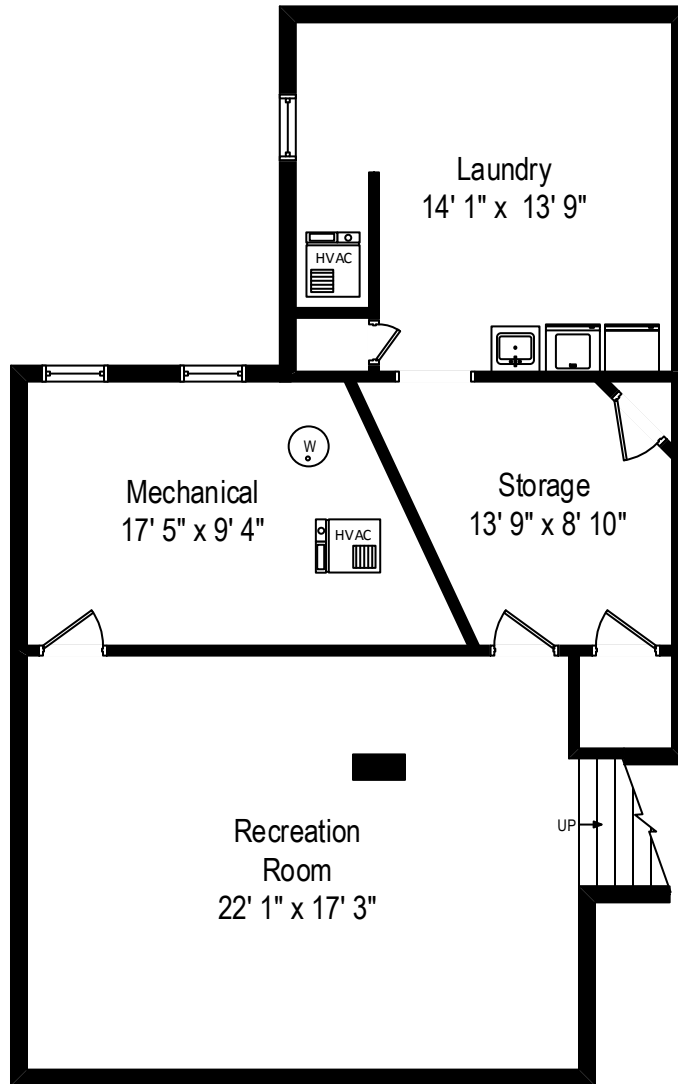 Laundry
14' 1" x 13' 9"
HVAC
W
Mechanical
17' 5" x 9' 4"
HVAC
Storage
13' 9" x 8' 10"
UP
Recreation
Room
22' 1" x 17' 3"